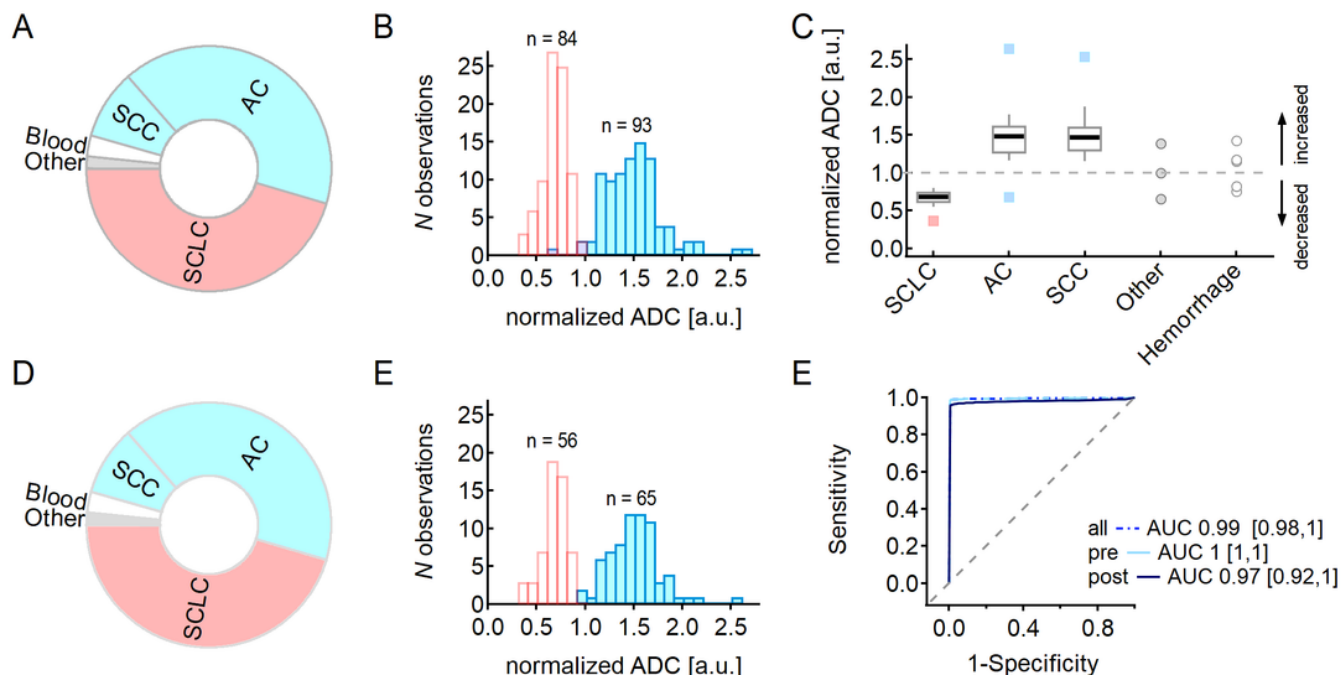 A
AC
SCC
Blood
Other
SCLC
B
N observations
25
20
15
10
5
0
n = 84
n = 93
0.0 0.5 1.0 1.5 2.0 2.5
normalized ADC [a.u.]
C
normalized ADC [a.u.]
2.5
2.0
1.5
1.0
0.5
0.0
SCLC
AC
SCC
Other
Hemorrhage
increased
decreased
D
AC
SCC
Blood
Other
SCLC
E
N observations
25
20
15
10
5
0
n = 56
n = 65
0.0 0.5 1.0 1.5 2.0 2.5
normalized ADC [a.u.]
E
Sensitivity
1.0
0.8
0.6
0.4
0.2
0.0
all AUC 0.99 [0.98,1]
pre AUC 1 [1,1]
post AUC 0.97 [0.92,1]
0.0 0.4 0.8
1-Specificity